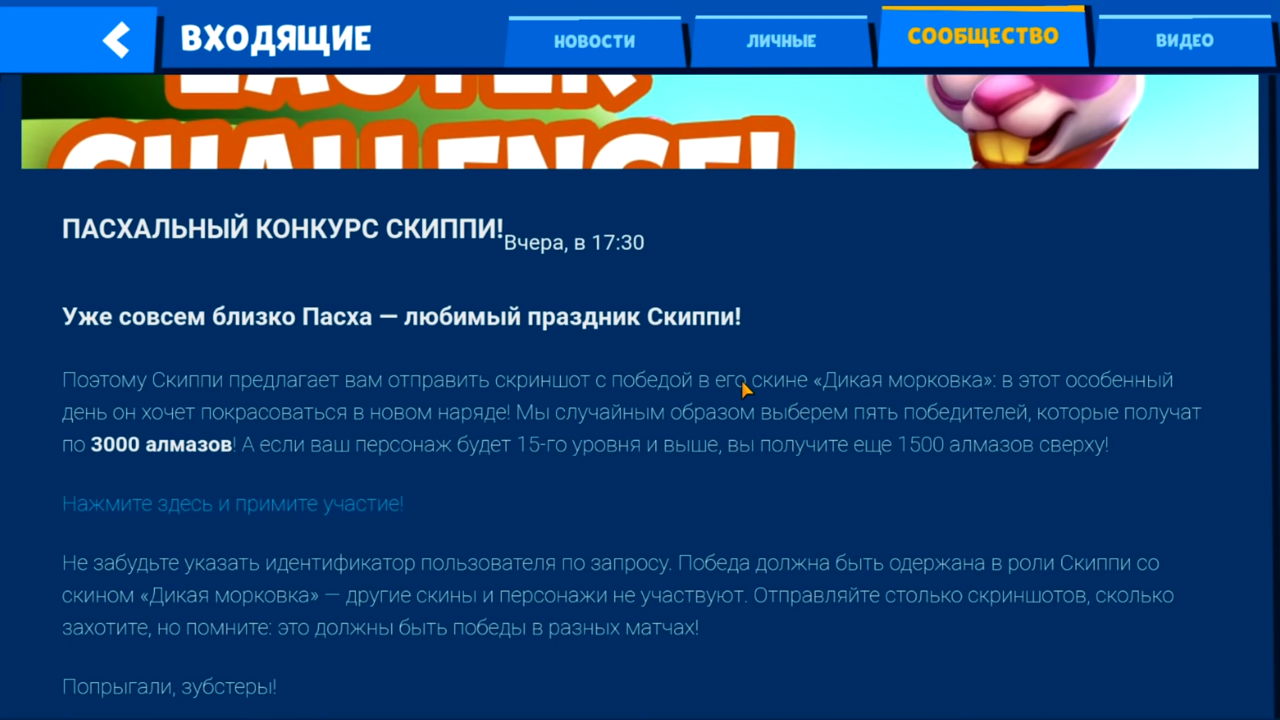 ВХОДЯЩИЕ
НОВОСТИ
ЛИЧНЫЕ
СООБЩЕСТВО
ВИДЕО
EASTER
CHALLENGE!
ПАСХАЛЬНЫЙ КОНКУРС СКИППИ!
Вчера, в 17:30
Уже совсем близко Пасха — любимый праздник Скиппи!
Поэтому Скиппи предлагает вам отправить скриншот с победой в его скине «Дикая морковка»: в этот особенный
день он хочет покрасоваться в новом наряде! Мы случайным образом выберем пять победителей, которые получат
по 3000 алмазов! А если ваш персонаж будет 15-го уровня и выше, вы получите еще 1500 алмазов сверху!
Нажмите здесь и примите участие!
Не забудьте указать идентификатор пользователя по запросу. Победа должна быть одержана в роли Скиппи со
скином «Дикая морковка» — другие скины и персонажи не участвуют. Отправляйте столько скриншотов, сколько
захотите, но помните: это должны быть победы в разных матчах!
Попрыгали, зубстеры!